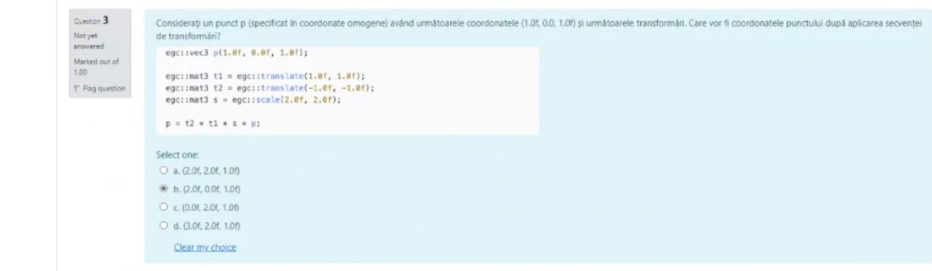 Question 3
Not yet
answered
Marked out of
1.00
Flag question
Considerați un punct p (specificat în coordonate omogene) având următoarele coordonatele (1.0f, 0.0, 1.0f) și următoarele transformări. Care vor fi coordonatele punctului după aplicarea secvenței
de transformări?
egc::vec3 p(1.0f, 0.0f, 1.0f);
egc::mat3 t1 = egc::translate(1.0f, 1.0f);
egc::mat3 t2 = egc::translate(-1.0f, -1.0f);
egc::mat3 s = egc::scale(2.0f, 2.0f);
p = t2 * t1 * s * p;
Select one:
a. (2.0f, 2.0f, 1.0f)
b. (2.0f, 0.0f, 1.0f)
c. (0.0f, 2.0f, 1.0f)
d. (3.0f, 2.0f, 1.0f)
Clear my choice